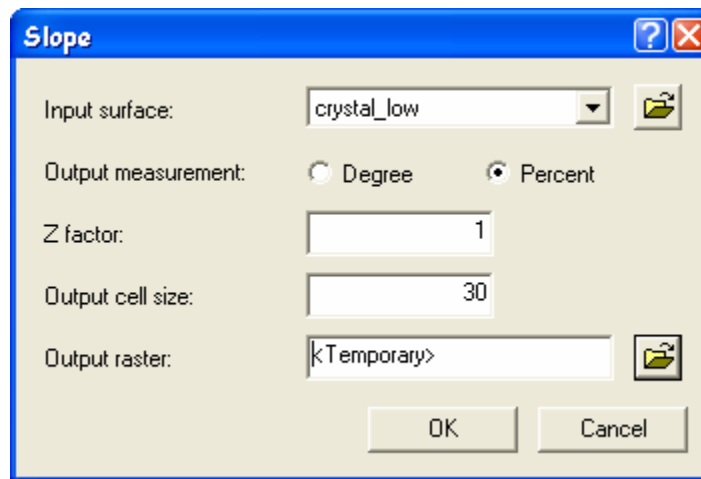 Slope
Input surface: crystal_low
Output measurement: Degree Percent
Z factor: 1
Output cell size: 30
Output raster: <Temporary>
OK Cancel